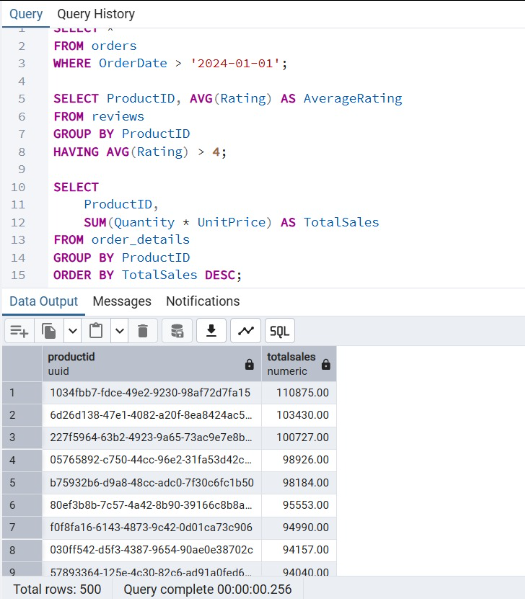 Query Query History
1 SELECT *
2 FROM orders
3 WHERE OrderDate > '2024-01-01';
4
5 SELECT ProductID, AVG(Rating) AS AverageRating
6 FROM reviews
7 GROUP BY ProductID
8 HAVING AVG(Rating) > 4;
9
10 SELECT
11 ProductID,
12 SUM(Quantity * UnitPrice) AS TotalSales
13 FROM order_details
14 GROUP BY ProductID
15 ORDER BY TotalSales DESC;
Data Output Messages Notifications
SQL
productid totalsales
uuid numeric
1 1034fbb7-fdce-49e2-9230-98af72d7fa15 110875.00
2 6d26d138-47e1-4082-a20f-8ea8424ac5... 103430.00
3 227f5964-63b2-4923-9a65-73ac9e7e8b... 100727.00
4 05765892-c750-44cc-96e2-31fa53d42c... 98926.00
5 b75932b6-d9a8-48cc-adc0-7f30c6fc1b50 98184.00
6 80ef3b8b-7c57-4a42-8b90-39166c8b8a... 95553.00
7 f0f8fa16-6143-4873-9c42-0d01ca73c906 94990.00
8 030ff542-d5f3-4387-9654-90ae0e38702c 94157.00
9 57893364-125e-4c30-82c6-ad91a0fed6... 94040.00
Total rows: 500 Query complete 00:00:00.256